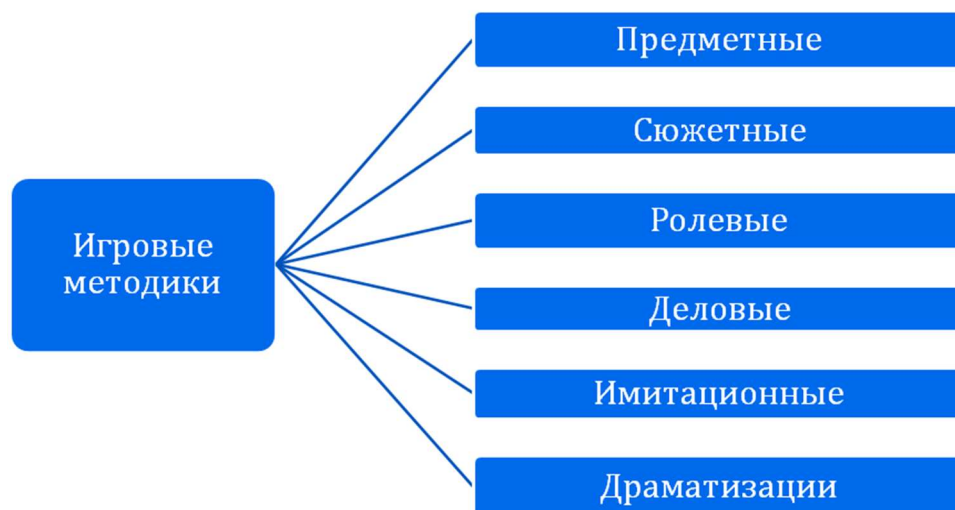 Игровые
методики
Предметные
Сюжетные
Ролевые
Деловые
Имитационные
Драматизации